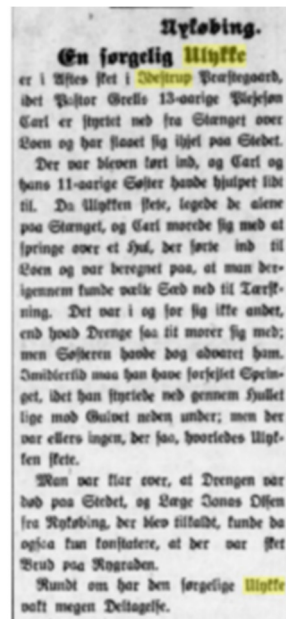 Nykøbing.
En sørgelig Ulykke
er i Aftes sket i Idestrup Præstegaard,
idet Pastor Grells 13-aarige Plejesøn
Carl er styrtet ned fra Stænget over
Loen og har slaaet sig ihjel paa Stedet.
Der var bleven kørt ind, og Carl og
hans 11-aarige Søster havde hjulpet lidt
til. Da Ulykken skete, legede de alene
paa Stænget, og Carl morede sig med at
springe over et Hul, der førte ind til
Loen og var beregnet paa, at man der-
igennem kunde vælte Sæd ned til Tærsk-
ning. Det var i og for sig ikke andet,
end hvad Drenge saa tit morer sig med;
men Søsteren havde dog advaret ham.
Imidlertid maa han have forfejlet Sprin-
get, idet han styrtede ned gennem Hullet
lige mod Gulvet neden under; men der
var ellers ingen, der saa, hvorledes Ulyk-
ken skete.
Man var klar over, at Drengen var
død paa Stedet, og Læge Jonas Olsen
fra Nykøbing, der blev tilkaldt, kunde da
ogsaa kun konstatere, at der var sket
Brud paa Rygraden.
Rundt om har den sørgelige Ulykke
vakt megen Deltagelse.